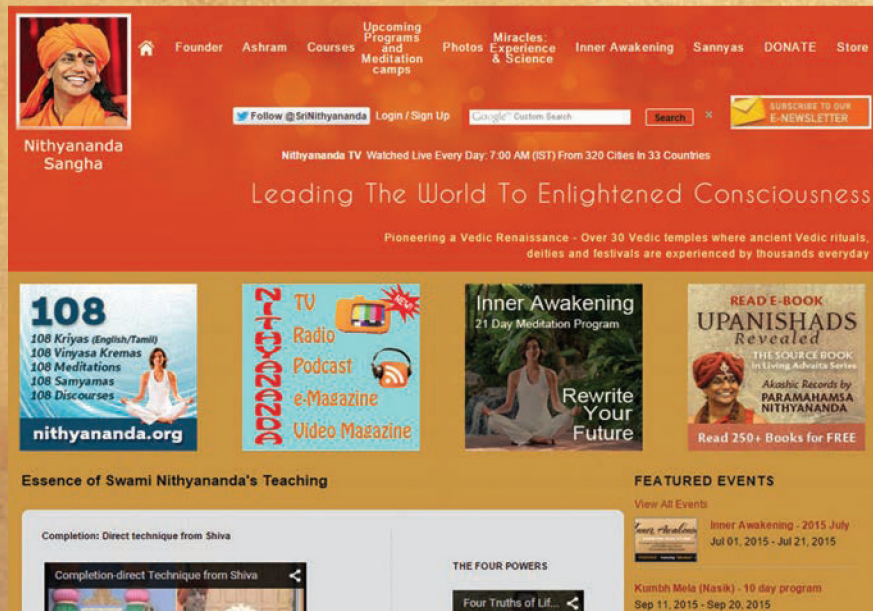 Nithyananda
Sangha
Founder
Ashram
Courses
Upcoming
Programs
and
Meditation
camps
Photos
Miracles:
Experience
& Science
Inner Awakening
Sannyas
DONATE
Store
Follow @SriNithyananda
Login / Sign Up
Google™ Custom Search
Search
×
SUBSCRIBE TO OUR
E-NEWSLETTER
Nithyananda TV Watched Live Every Day: 7:00 AM (IST) From 320 Cities In 33 Countries
Leading The World To Enlightened Consciousness
Pioneering a Vedic Renaissance - Over 30 Vedic temples where ancient Vedic rituals,
deities and festivals are experienced by thousands everyday
108
108 Kriyas (English/Tamil)
108 Vinyasa Kremas
108 Meditations
108 Samyamas
108 Discourses
nithyananda.org
NITHYANANDA
TV
NEW!
Radio
Podcast
e-Magazine
Video Magazine
Inner Awakening
21 Day Meditation Program
Rewrite
Your
Future
READ E-BOOK
UPANISHADS
Revealed
THE SOURCE BOOK
in Living Advaita Series
Akashic Records by
PARAMAHAMSA
NITHYANANDA
Read 250+ Books for FREE
Essence of Swami Nithyananda's Teaching
Completion: Direct technique from Shiva
Completion-direct Technique from Shiva
THE FOUR POWERS
Four Truths of Lif...
FEATURED EVENTS
View All Events
Inner Awakening
Inner Awakening - 2015 July
Jul 01, 2015 - Jul 21, 2015
Kumbh Mela (Nasik) - 10 day program
Sep 11, 2015 - Sep 20, 2015